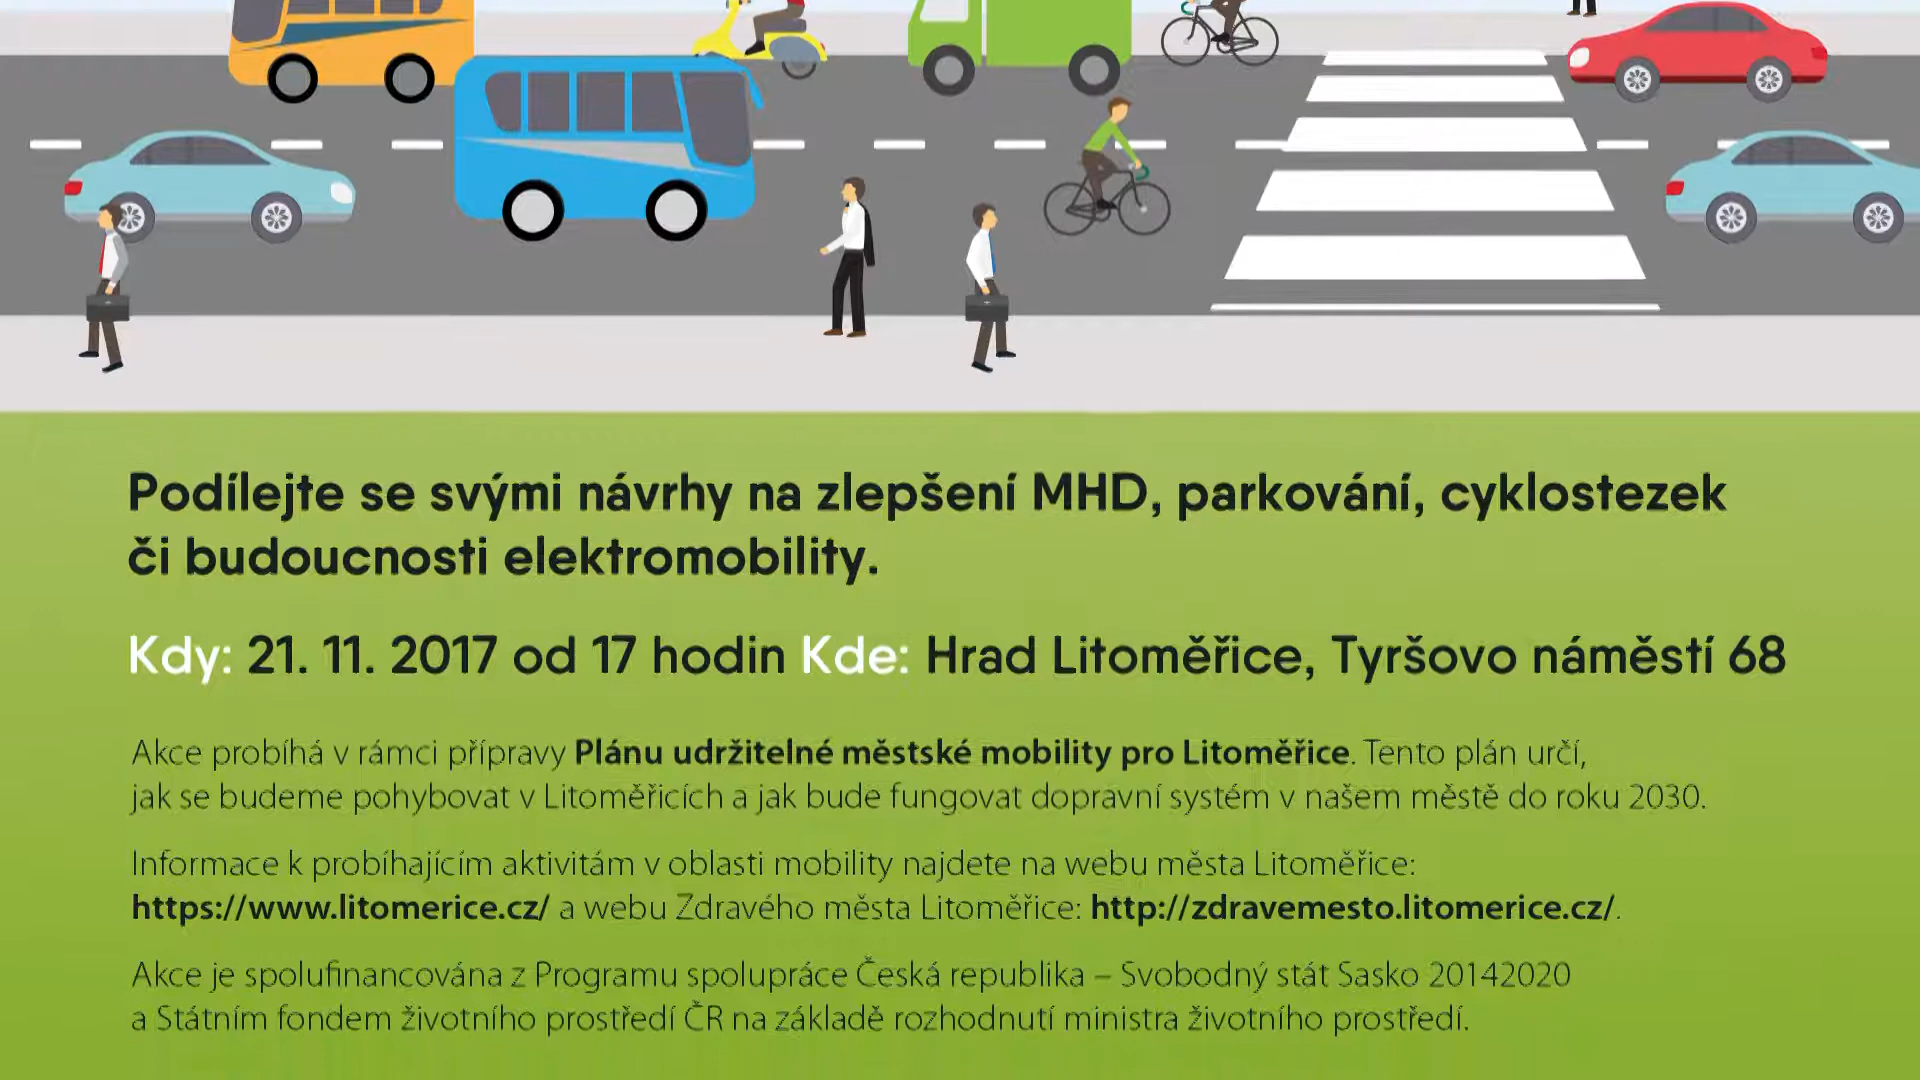 Podílejte se svými návrhy na zlepšení MHD, parkování, cyklostezek
či budoucnosti elektromobility.
Kdy: 21. 11. 2017 od 17 hodin Kde: Hrad Litoměřice, Tyršovo náměstí 68
Akce probíhá v rámci přípravy Plánu udržitelné městské mobility pro Litoměřice. Tento plán určí,
jak se budeme pohybovat v Litoměřicích a jak bude fungovat dopravní systém v našem městě do roku 2030.
Informace k probíhajícím aktivitám v oblasti mobility najdete na webu města Litoměřice:
https://www.litomerice.cz/ a webu Zdravého města Litoměřice: http://zdravemesto.litomerice.cz/.
Akce je spolufinancována z Programu spolupráce Česká republika – Svobodný stát Sasko 20142020
a Státním fondem životního prostředí ČR na základě rozhodnutí ministra životního prostředí.